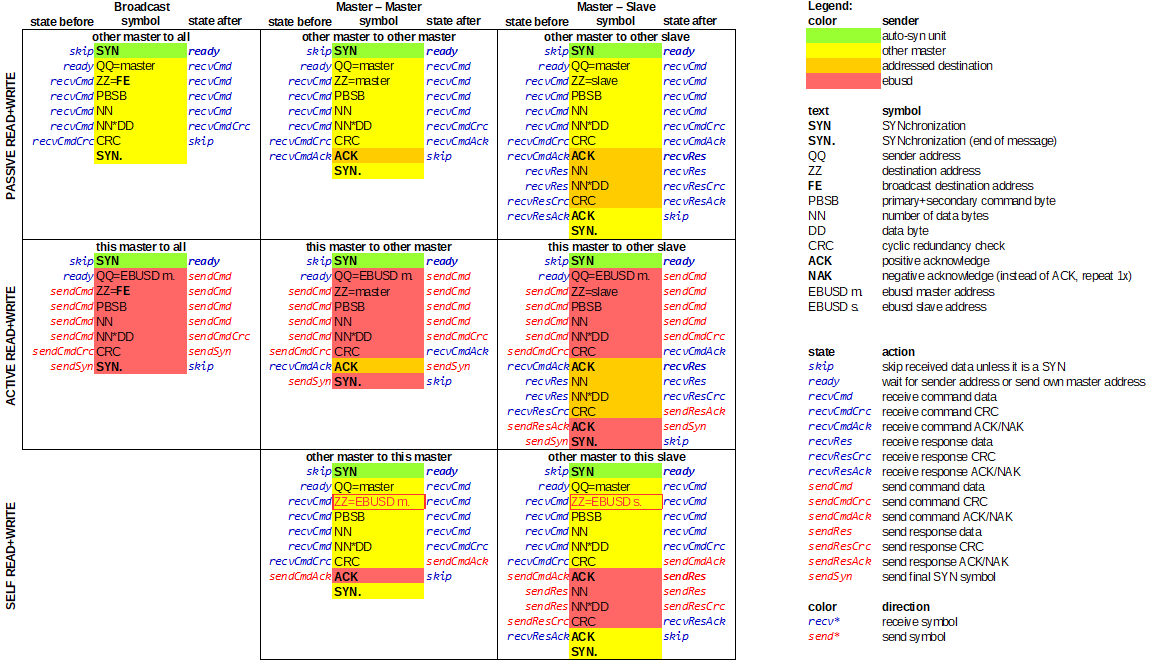 Broadcast Master – Master Master – Slave
state before symbol state after state before symbol state after state before symbol state after
PASSIVE READ+WRITE
other master to all
skip SYN ready
ready QQ=master recvCmd
recvCmd ZZ=FE recvCmd
recvCmd PBSB recvCmd
recvCmd NN recvCmd
recvCmd NN*DD recvCmdCrc
recvCmdCrc CRC skip
SYN.
other master to other master
skip SYN ready
ready QQ=master recvCmd
recvCmd ZZ=master recvCmd
recvCmd PBSB recvCmd
recvCmd NN recvCmd
recvCmd NN*DD recvCmdCrc
recvCmdCrc CRC recvCmdAck
recvCmdAck ACK skip
SYN.
other master to other slave
skip SYN ready
ready QQ=master recvCmd
recvCmd ZZ=slave recvCmd
recvCmd PBSB recvCmd
recvCmd NN recvCmd
recvCmd NN*DD recvCmdCrc
recvCmdCrc CRC recvCmdAck
recvCmdAck ACK recvRes
recvRes NN recvRes
recvRes NN*DD recvResCrc
recvResCrc CRC recvResAck
recvResAck ACK skip
SYN.
ACTIVE READ+WRITE
this master to all
skip SYN ready
ready QQ=EBUSD m. sendCmd
sendCmd ZZ=FE sendCmd
sendCmd PBSB sendCmd
sendCmd NN sendCmd
sendCmd NN*DD sendCmdCrc
sendCmdCrc CRC sendSyn
sendSyn SYN. skip
this master to other master
skip SYN ready
ready QQ=EBUSD m. sendCmd
sendCmd ZZ=master sendCmd
sendCmd PBSB sendCmd
sendCmd NN sendCmd
sendCmd NN*DD sendCmdCrc
sendCmdCrc CRC recvCmdAck
recvCmdAck ACK sendSyn
sendSyn SYN. skip
this master to other slave
skip SYN ready
ready QQ=EBUSD m. sendCmd
sendCmd ZZ=slave sendCmd
sendCmd PBSB sendCmd
sendCmd NN sendCmd
sendCmd NN*DD sendCmdCrc
sendCmdCrc CRC recvCmdAck
recvCmdAck ACK recvRes
recvRes NN recvRes
recvRes NN*DD recvResCrc
recvResCrc CRC sendResAck
sendResAck ACK sendSyn
sendSyn SYN. skip
SELF READ+WRITE
other master to this master
skip SYN ready
ready QQ=master recvCmd
recvCmd ZZ=EBUSD m. recvCmd
recvCmd PBSB recvCmd
recvCmd NN recvCmd
recvCmd NN*DD recvCmdCrc
recvCmdCrc CRC sendCmdAck
sendCmdAck ACK skip
SYN.
other master to this slave
skip SYN ready
ready QQ=master recvCmd
recvCmd ZZ=EBUSD s. recvCmd
recvCmd PBSB recvCmd
recvCmd NN recvCmd
recvCmd NN*DD recvCmdCrc
recvCmdCrc CRC sendCmdAck
sendCmdAck ACK sendRes
sendRes NN sendRes
sendRes NN*DD sendResCrc
sendResCrc CRC recvResAck
recvResAck ACK skip
SYN.
Legend:
color sender
auto-syn unit
other master
addressed destination
ebusd
text symbol
SYN SYNchronization
SYN. SYNchronization (end of message)
QQ sender address
ZZ destination address
FE broadcast destination address
PBSB primary+secondary command byte
NN number of data bytes
DD data byte
CRC cyclic redundancy check
ACK positive acknowledge
NAK negative acknowledge (instead of ACK, repeat 1x)
EBUSD m. ebusd master address
EBUSD s. ebusd slave address
state action
skip skip received data unless it is a SYN
ready wait for sender address or send own master address
recvCmd receive command data
recvCmdCrc receive command CRC
recvCmdAck receive command ACK/NAK
recvRes receive response data
recvResCrc receive response CRC
recvResAck receive response ACK/NAK
sendCmd send command data
sendCmdCrc send command CRC
sendCmdAck send command ACK/NAK
sendRes send response data
sendResCrc send response CRC
sendResAck send response ACK/NAK
sendSyn send final SYN symbol
color direction
recv* receive symbol
send* send symbol